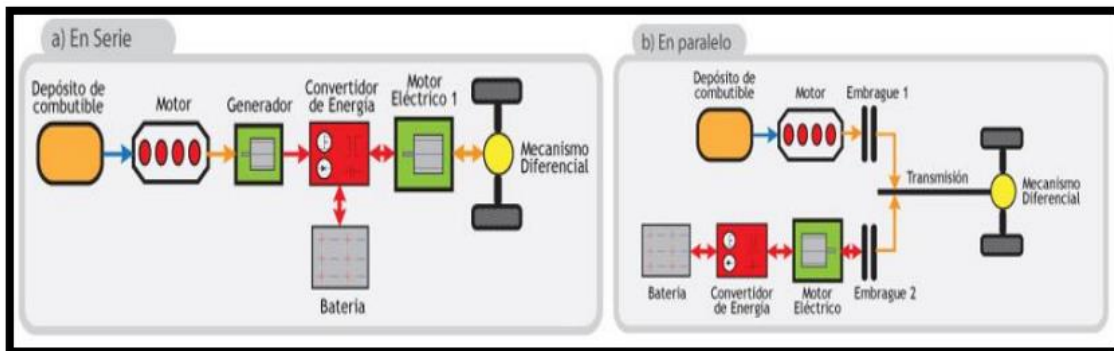 a) En Serie
Depósito de
combutible
Motor
Generador
Convertidor
de Energía
Motor
Eléctrico 1
Mecanismo
Diferencial
Batería
b) En paralelo
Depósito de
combustible
Motor
Embrague 1
Transmisión
Mecanismo
Diferencial
Batería
Convertidor
de Energía
Motor
Eléctrico
Embrague 2